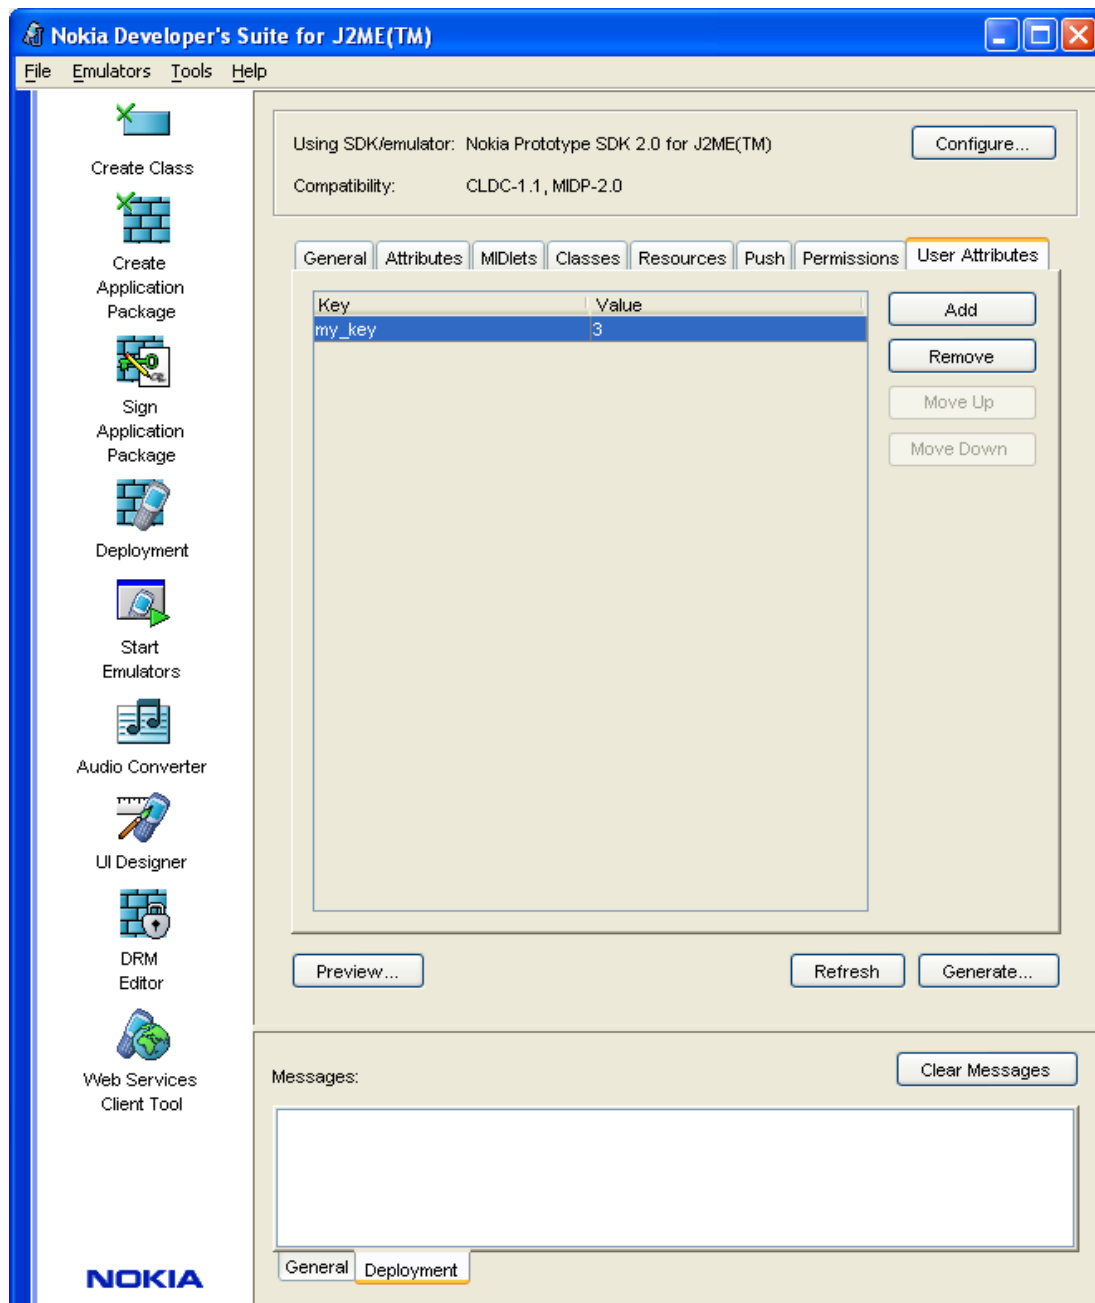 Nokia Developer's Suite for J2ME(TM)
File Emulators Tools Help
Create Class
Create
Application
Package
Sign
Application
Package
Deployment
Start
Emulators
Audio Converter
UI Designer
DRM
Editor
Web Services
Client Tool
NOKIA
Using SDK/emulator: Nokia Prototype SDK 2.0 for J2ME(TM)
Configure...
Compatibility: CLDC-1.1, MIDP-2.0
General Attributes MIDlets Classes Resources Push Permissions User Attributes
Key Value
my_key 3
Add
Remove
Move Up
Move Down
Preview... Refresh Generate...
Messages: Clear Messages
General Deployment